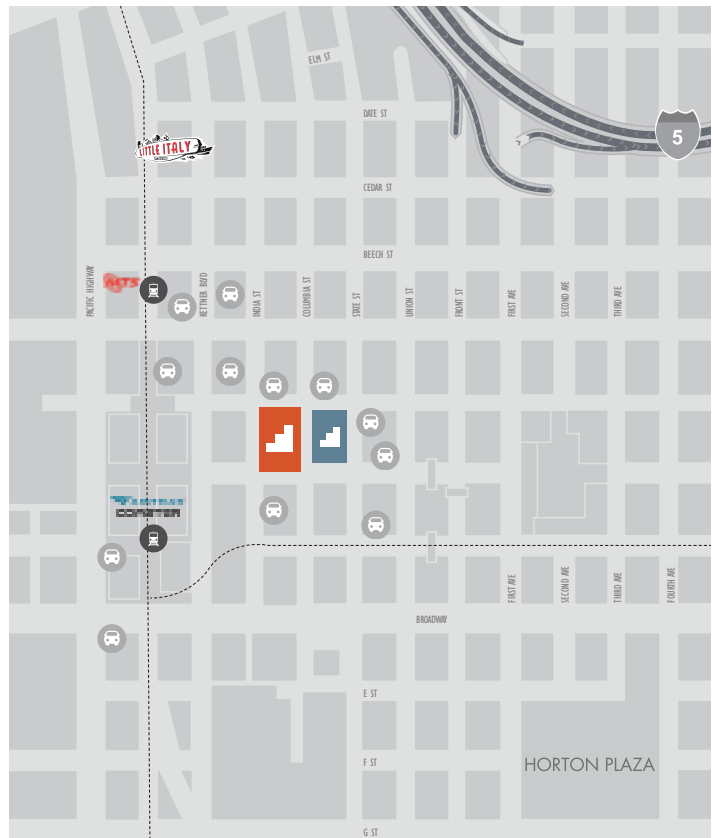 ELM ST
DATE ST
5
LITTLE ITALY
CEDAR ST
BEECH ST
PACIFIC HIGHWAY
MTS
KETTNER BLVD
INDIA ST
COLUMBIA ST
STATE ST
UNION ST
FRONT ST
FIRST AVE
SECOND AVE
THIRD AVE
COASTER
FIRST AVE
SECOND AVE
THIRD AVE
FOURTH AVE
BROADWAY
E ST
F ST
HORTON PLAZA
G ST